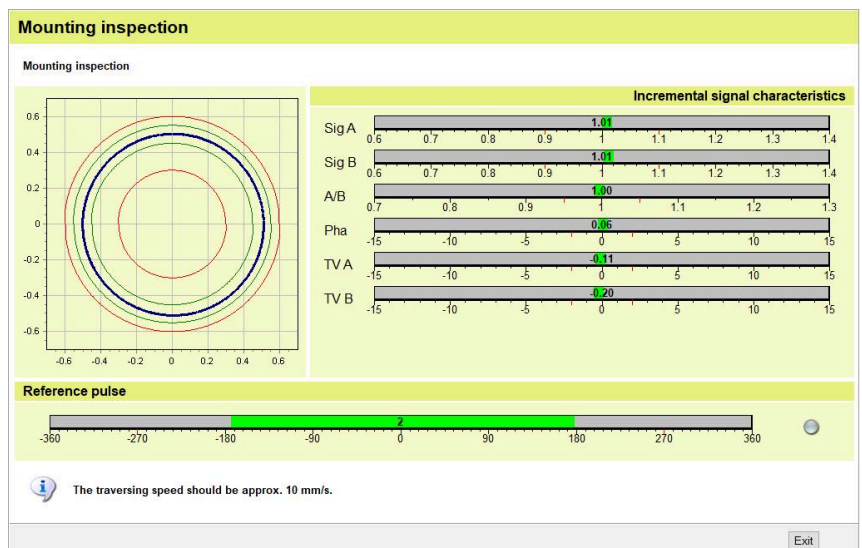 Mounting inspection
Mounting inspection
Incremental signal characteristics
0.6
0.4
0.2
0
-0.2
-0.4
-0.6
-0.6 -0.4 -0.2 0 0.2 0.4 0.6
Sig A 1.01
0.6 0.7 0.8 0.9 1 1.1 1.2 1.3 1.4
Sig B 1.01
0.6 0.7 0.8 0.9 1 1.1 1.2 1.3 1.4
A/B 1.00
0.7 0.8 0.9 1 1.1 1.2 1.3
Pha 0.06
-15 -10 -5 0 5 10 15
TV A -0.11
-15 -10 -5 0 5 10 15
TV B -0.20
-15 -10 -5 0 5 10 15
Reference pulse
2
-360 -270 -180 -90 0 90 180 270 360
The traversing speed should be approx. 10 mm/s.
Exit